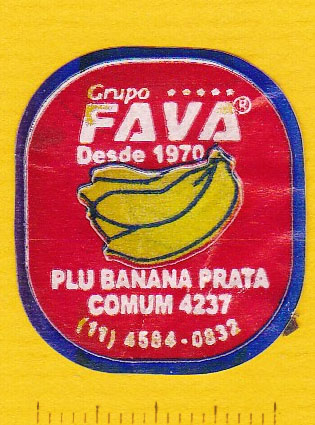 Grupo *****
FAVA®
Desde 1970
PLU BANANA PRATA
COMUM 4237
(11) 4584-0832